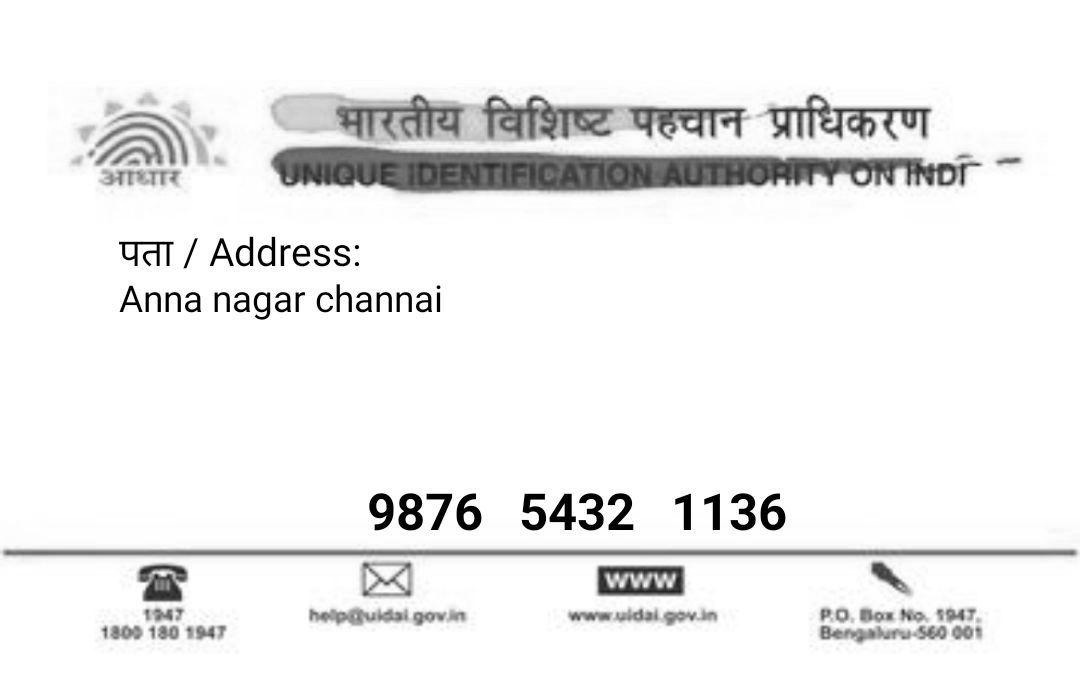 आधार
भारतीय विशिष्ट पहचान प्राधिकरण
UNIQUE IDENTIFICATION AUTHORITY ON INDI
पता / Address:
Anna nagar channai
9876 5432 1136
1947
1800 180 1947
help@uidai.gov.in
WWW
www.uidai.gov.in
P.O. Box No. 1947,
Bengaluru-560 001